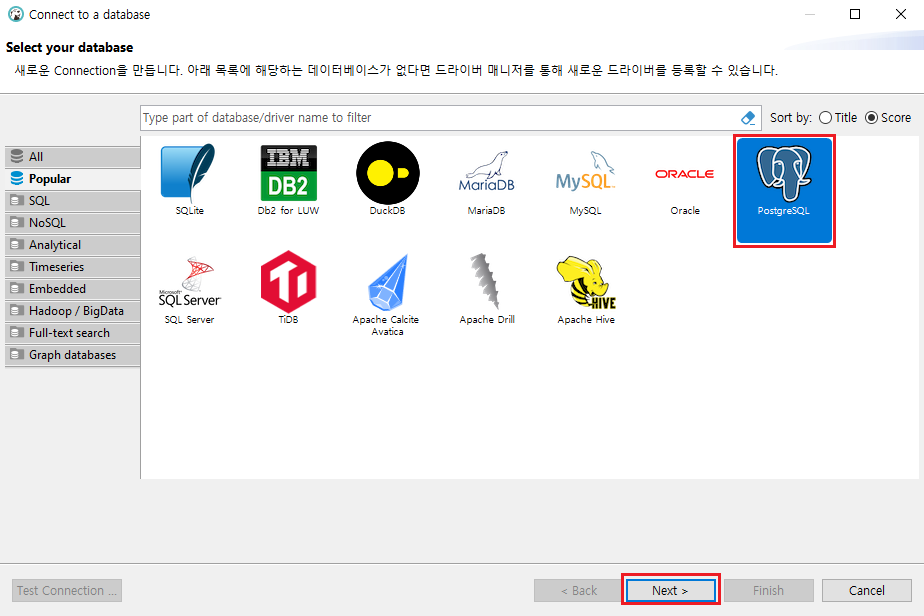 Connect to a database
Select your database
새로운 Connection을 만듭니다. 아래 목록에 해당하는 데이터베이스가 없다면 드라이버 매니저를 통해 새로운 드라이버를 등록할 수 있습니다.
Type part of database/driver name to filter
Sort by:
Title
Score
All
Popular
SQL
NoSQL
Analytical
Timeseries
Embedded
Hadoop / BigData
Full-text search
Graph databases
SQLite
IBM
DB2
Db2 for LUW
DuckDB
MariaDB
MariaDB
MySQL
MySQL
ORACLE
Oracle
PostgreSQL
Microsoft
SQL Server
SQL Server
TiDB
Apache Calcite
Avatica
Apache Drill
HIVE
Apache Hive
Test Connection ...
< Back
Next >
Finish
Cancel